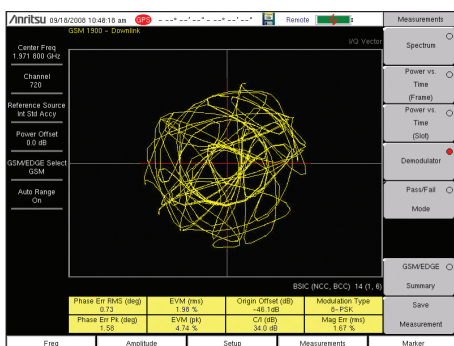 Anritsu 09/18/2008 10:48:18 am GPS Remote Measurements
GSM 1900 - Downlink
I/Q Vector
Center Freq
1.971 800 GHz
Channel
720
Reference Source
Int Std Accy
Power Offset
0.0 dB
GSM/EDGE Select
GSM
Auto Range
On
BSIC (NCC, BCC) 14 (1, 6)
Phase Err RMS (deg)
0.73
EVM (rms)
1.98 %
Origin Offset (dB)
-46.1dB
Modulation Type
8-PSK
Phase Err Pk (deg)
1.58
EVM (pk)
4.74 %
C/I (dB)
34.0 dB
Mag Err (rms)
1.67 %
Spectrum
Power vs.
Time
(Frame)
Power vs.
Time
(Slot)
Demodulator
Pass/Fail
Mode
GSM/EDGE
Summary
Save
Measurement
Freq Amplitude Setup Measurements Marker